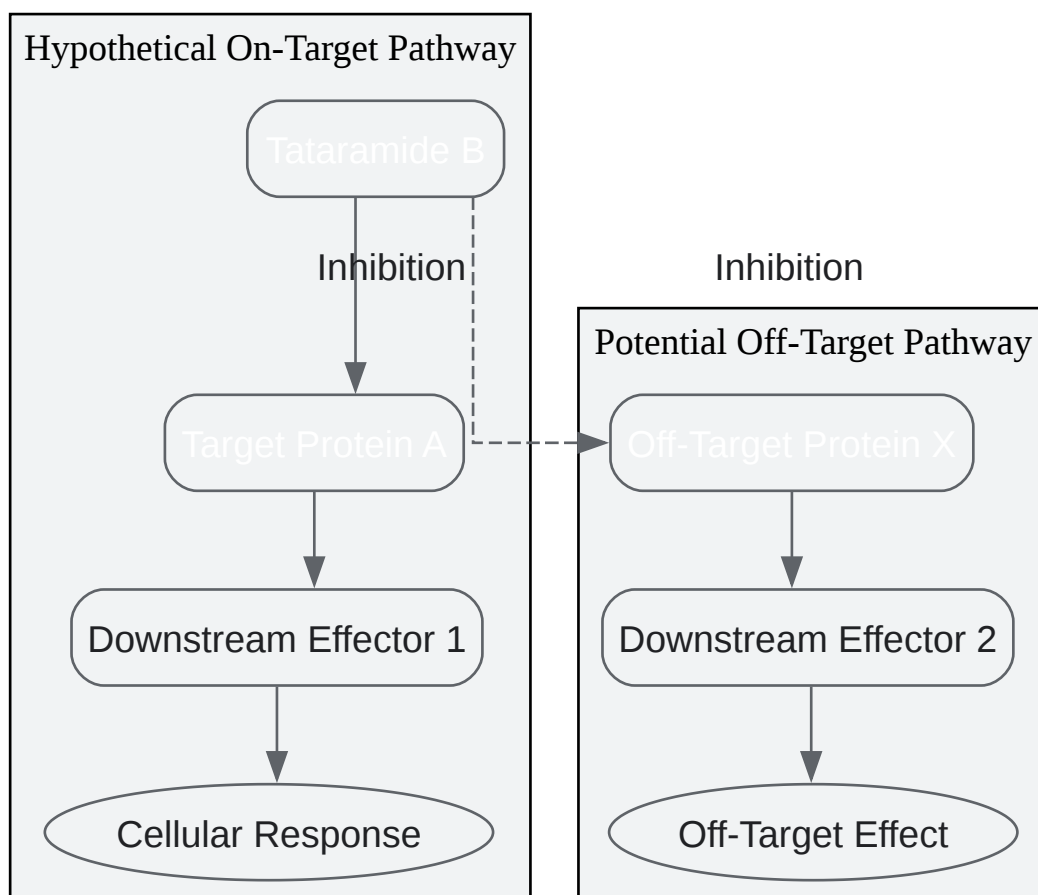 Hypothetical On-Target Pathway
Tataramide B
Inhibition
Inhibition
Potential Off-Target Pathway
Target Protein A
Off-Target Protein X
Downstream Effector 1
Downstream Effector 2
Cellular Response
Off-Target Effect